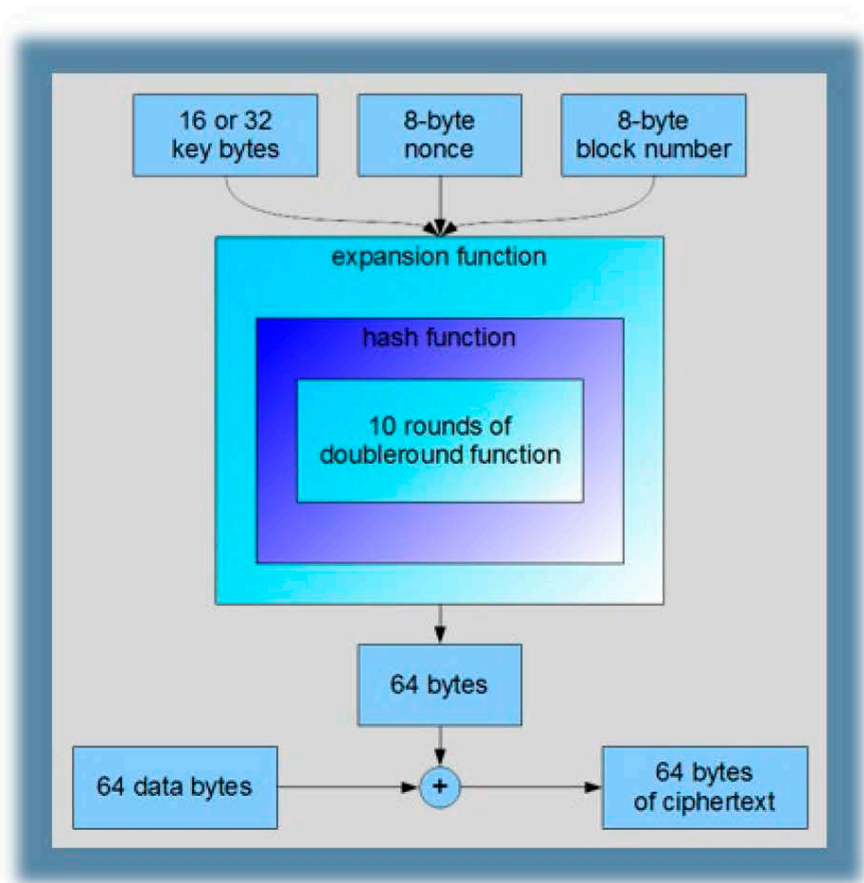 16 or 32
key bytes
8-byte
nonce
8-byte
block number
expansion function
hash function
10 rounds of
doubleround function
64 bytes
64 data bytes
+
64 bytes
of ciphertext